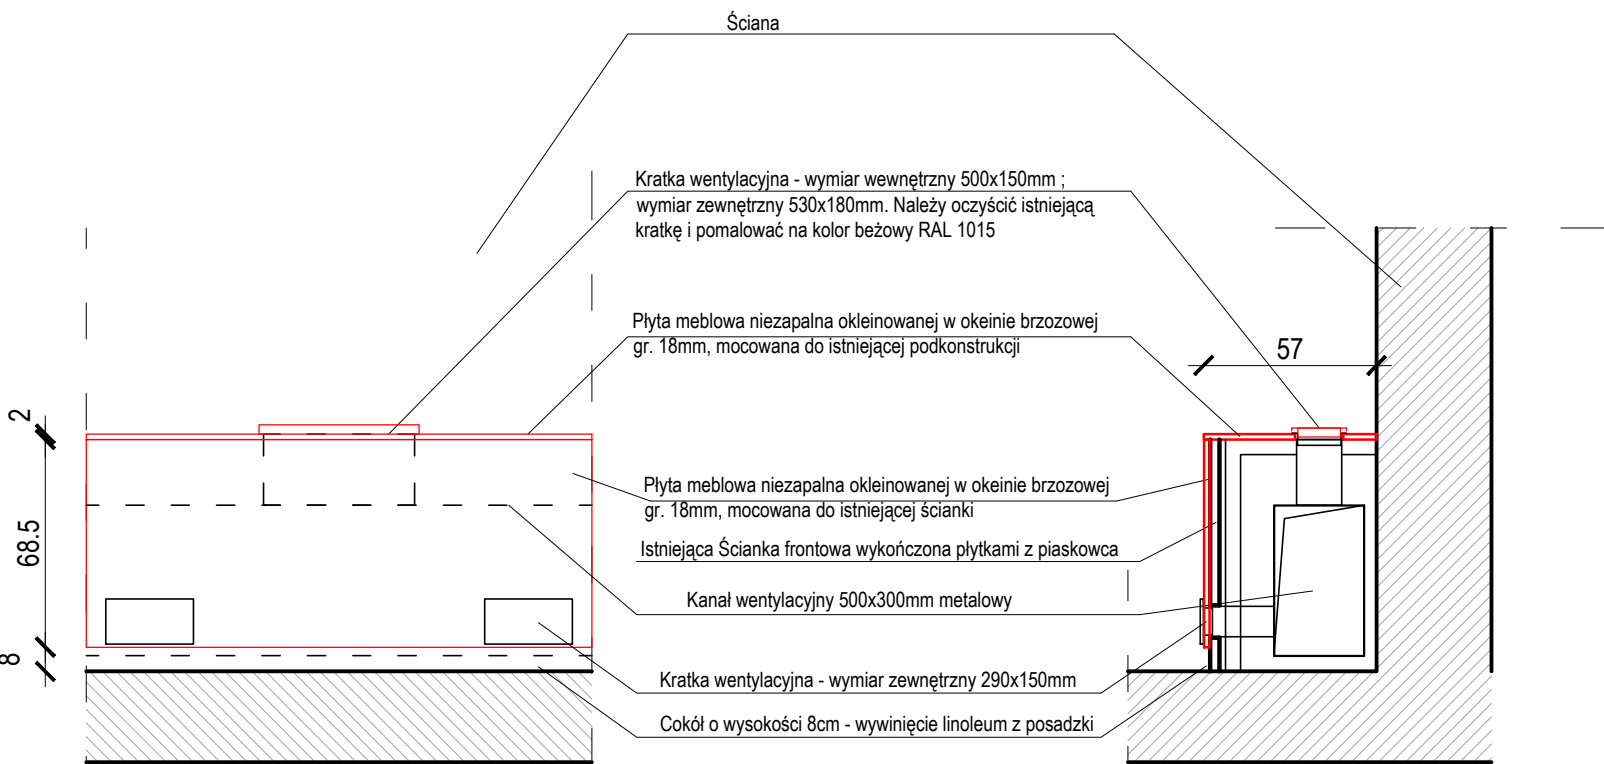 Ściana
Kratka wentylacyjna - wymiar wewnętrzny 500x150mm ;
wymiar zewnętrzny 530x180mm. Należy oczyścić istniejącą
kratkę i pomalować na kolor beżowy RAL 1015
Płyta meblowa niezapalna okleinowanej w okeinie brzozowej
gr. 18mm, mocowana do istniejącej podkonstrukcji
57
2
Płyta meblowa niezapalna okleinowanej w okeinie brzozowej
gr. 18mm, mocowana do istniejącej ścianki
68.5
Istniejąca Ścianka frontowa wykończona płytkami z piaskowca
Kanał wentylacyjny 500x300mm metalowy
8
Kratka wentylacyjna - wymiar zewnętrzny 290x150mm
Cokół o wysokości 8cm - wywinięcie linoleum z posadzki